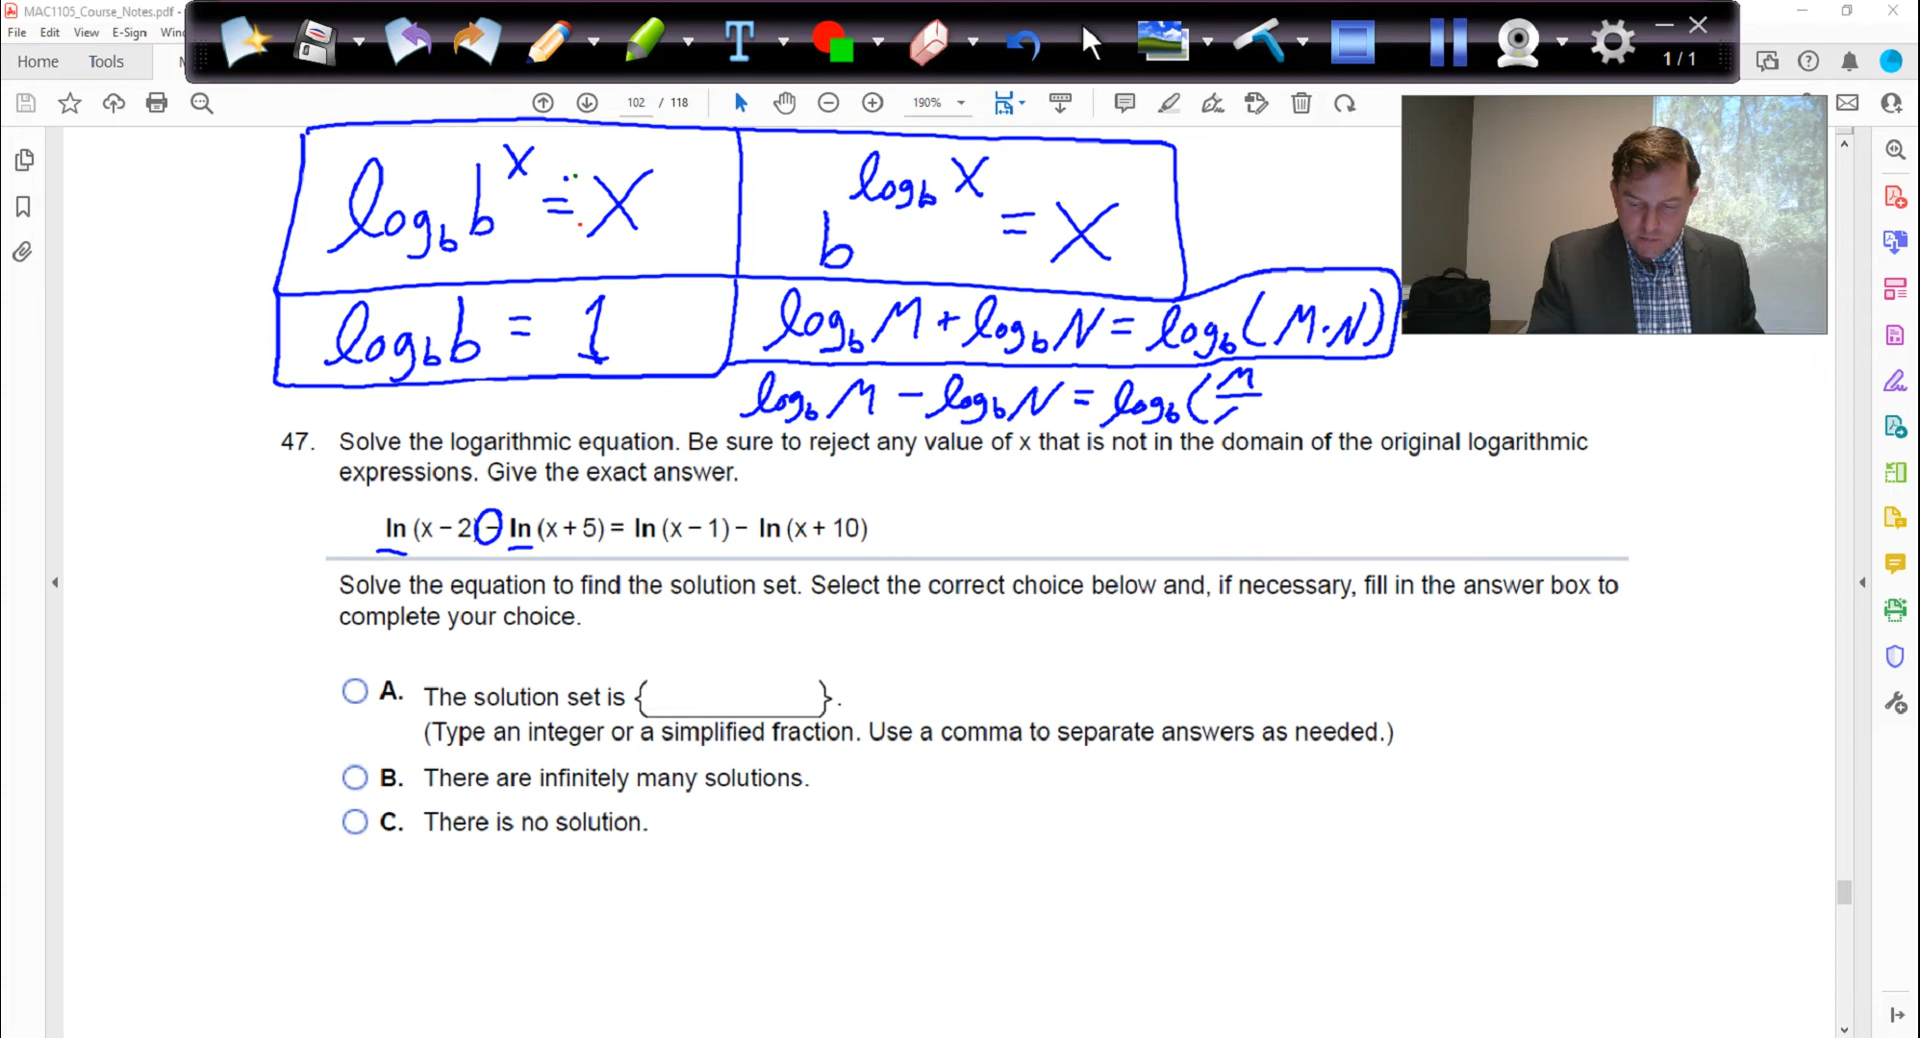 MAC1105_Course_Notes.pdf -
File Edit View E-Sign
1 / 1
Home Tools
102 / 118 190%
log_b b^x = x
b^(log_b x) = x
log_b b = 1
log_b M + log_b N = log_b (M·N)
log_b M - log_b N = log_b ( M
47. Solve the logarithmic equation. Be sure to reject any value of x that is not in the domain of the original logarithmic
expressions. Give the exact answer.
ln (x − 2) − ln (x + 5) = ln (x − 1) − ln (x + 10)
Solve the equation to find the solution set. Select the correct choice below and, if necessary, fill in the answer box to
complete your choice.
A. The solution set is { }.
(Type an integer or a simplified fraction. Use a comma to separate answers as needed.)
B. There are infinitely many solutions.
C. There is no solution.